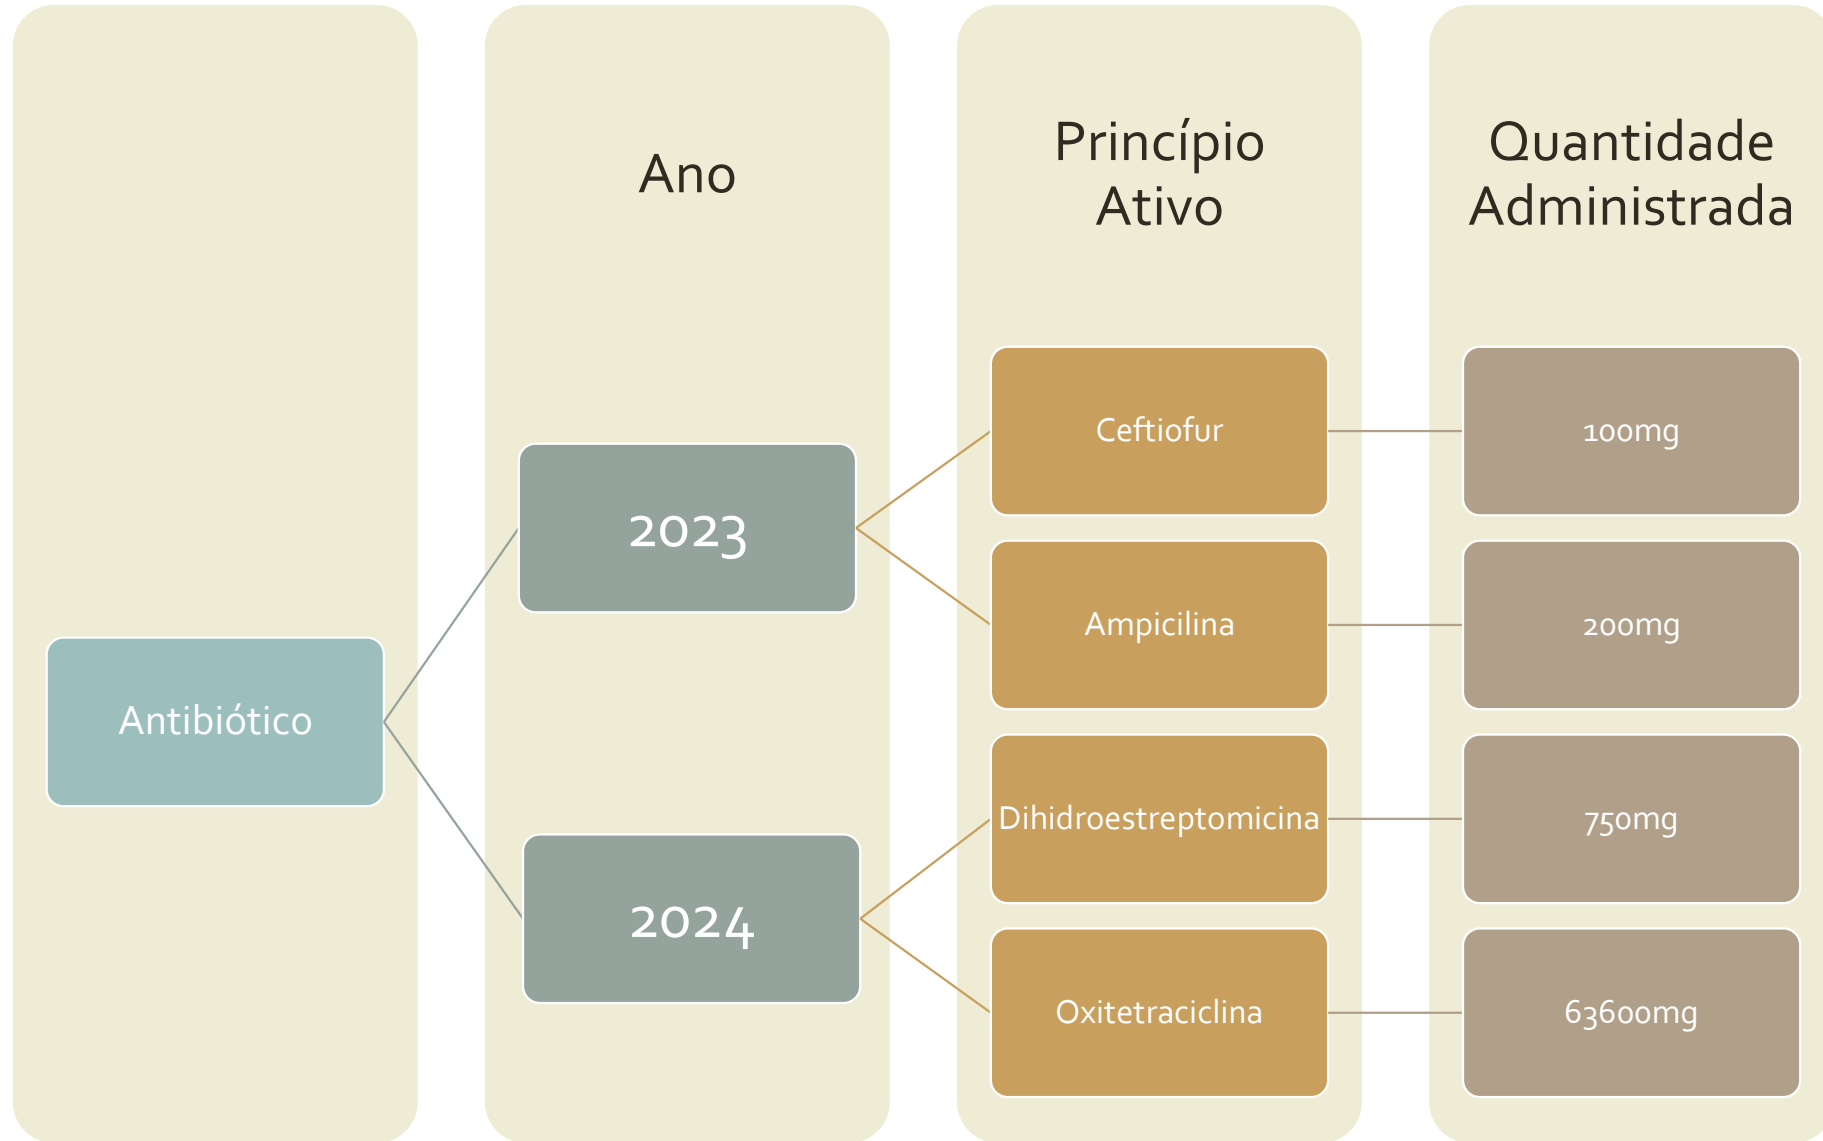 Ano
Princípio
Ativo
Quantidade
Administrada
Antibiótico
2023
Ceftiofur
100mg
Ampicilina
200mg
2024
Dihidroestreptomicina
750mg
Oxitetraciclina
63600mg